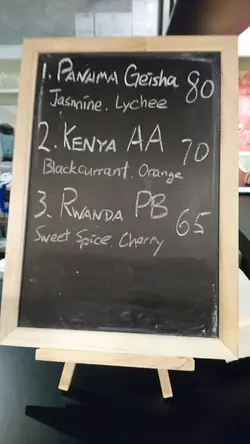 1. PANAMA Geisha 80
Jasmine, Lychee
2. KENYA AA 70
Blackcurrant, Orange
3. RWANDA PB 65
Sweet Spice, Cherry